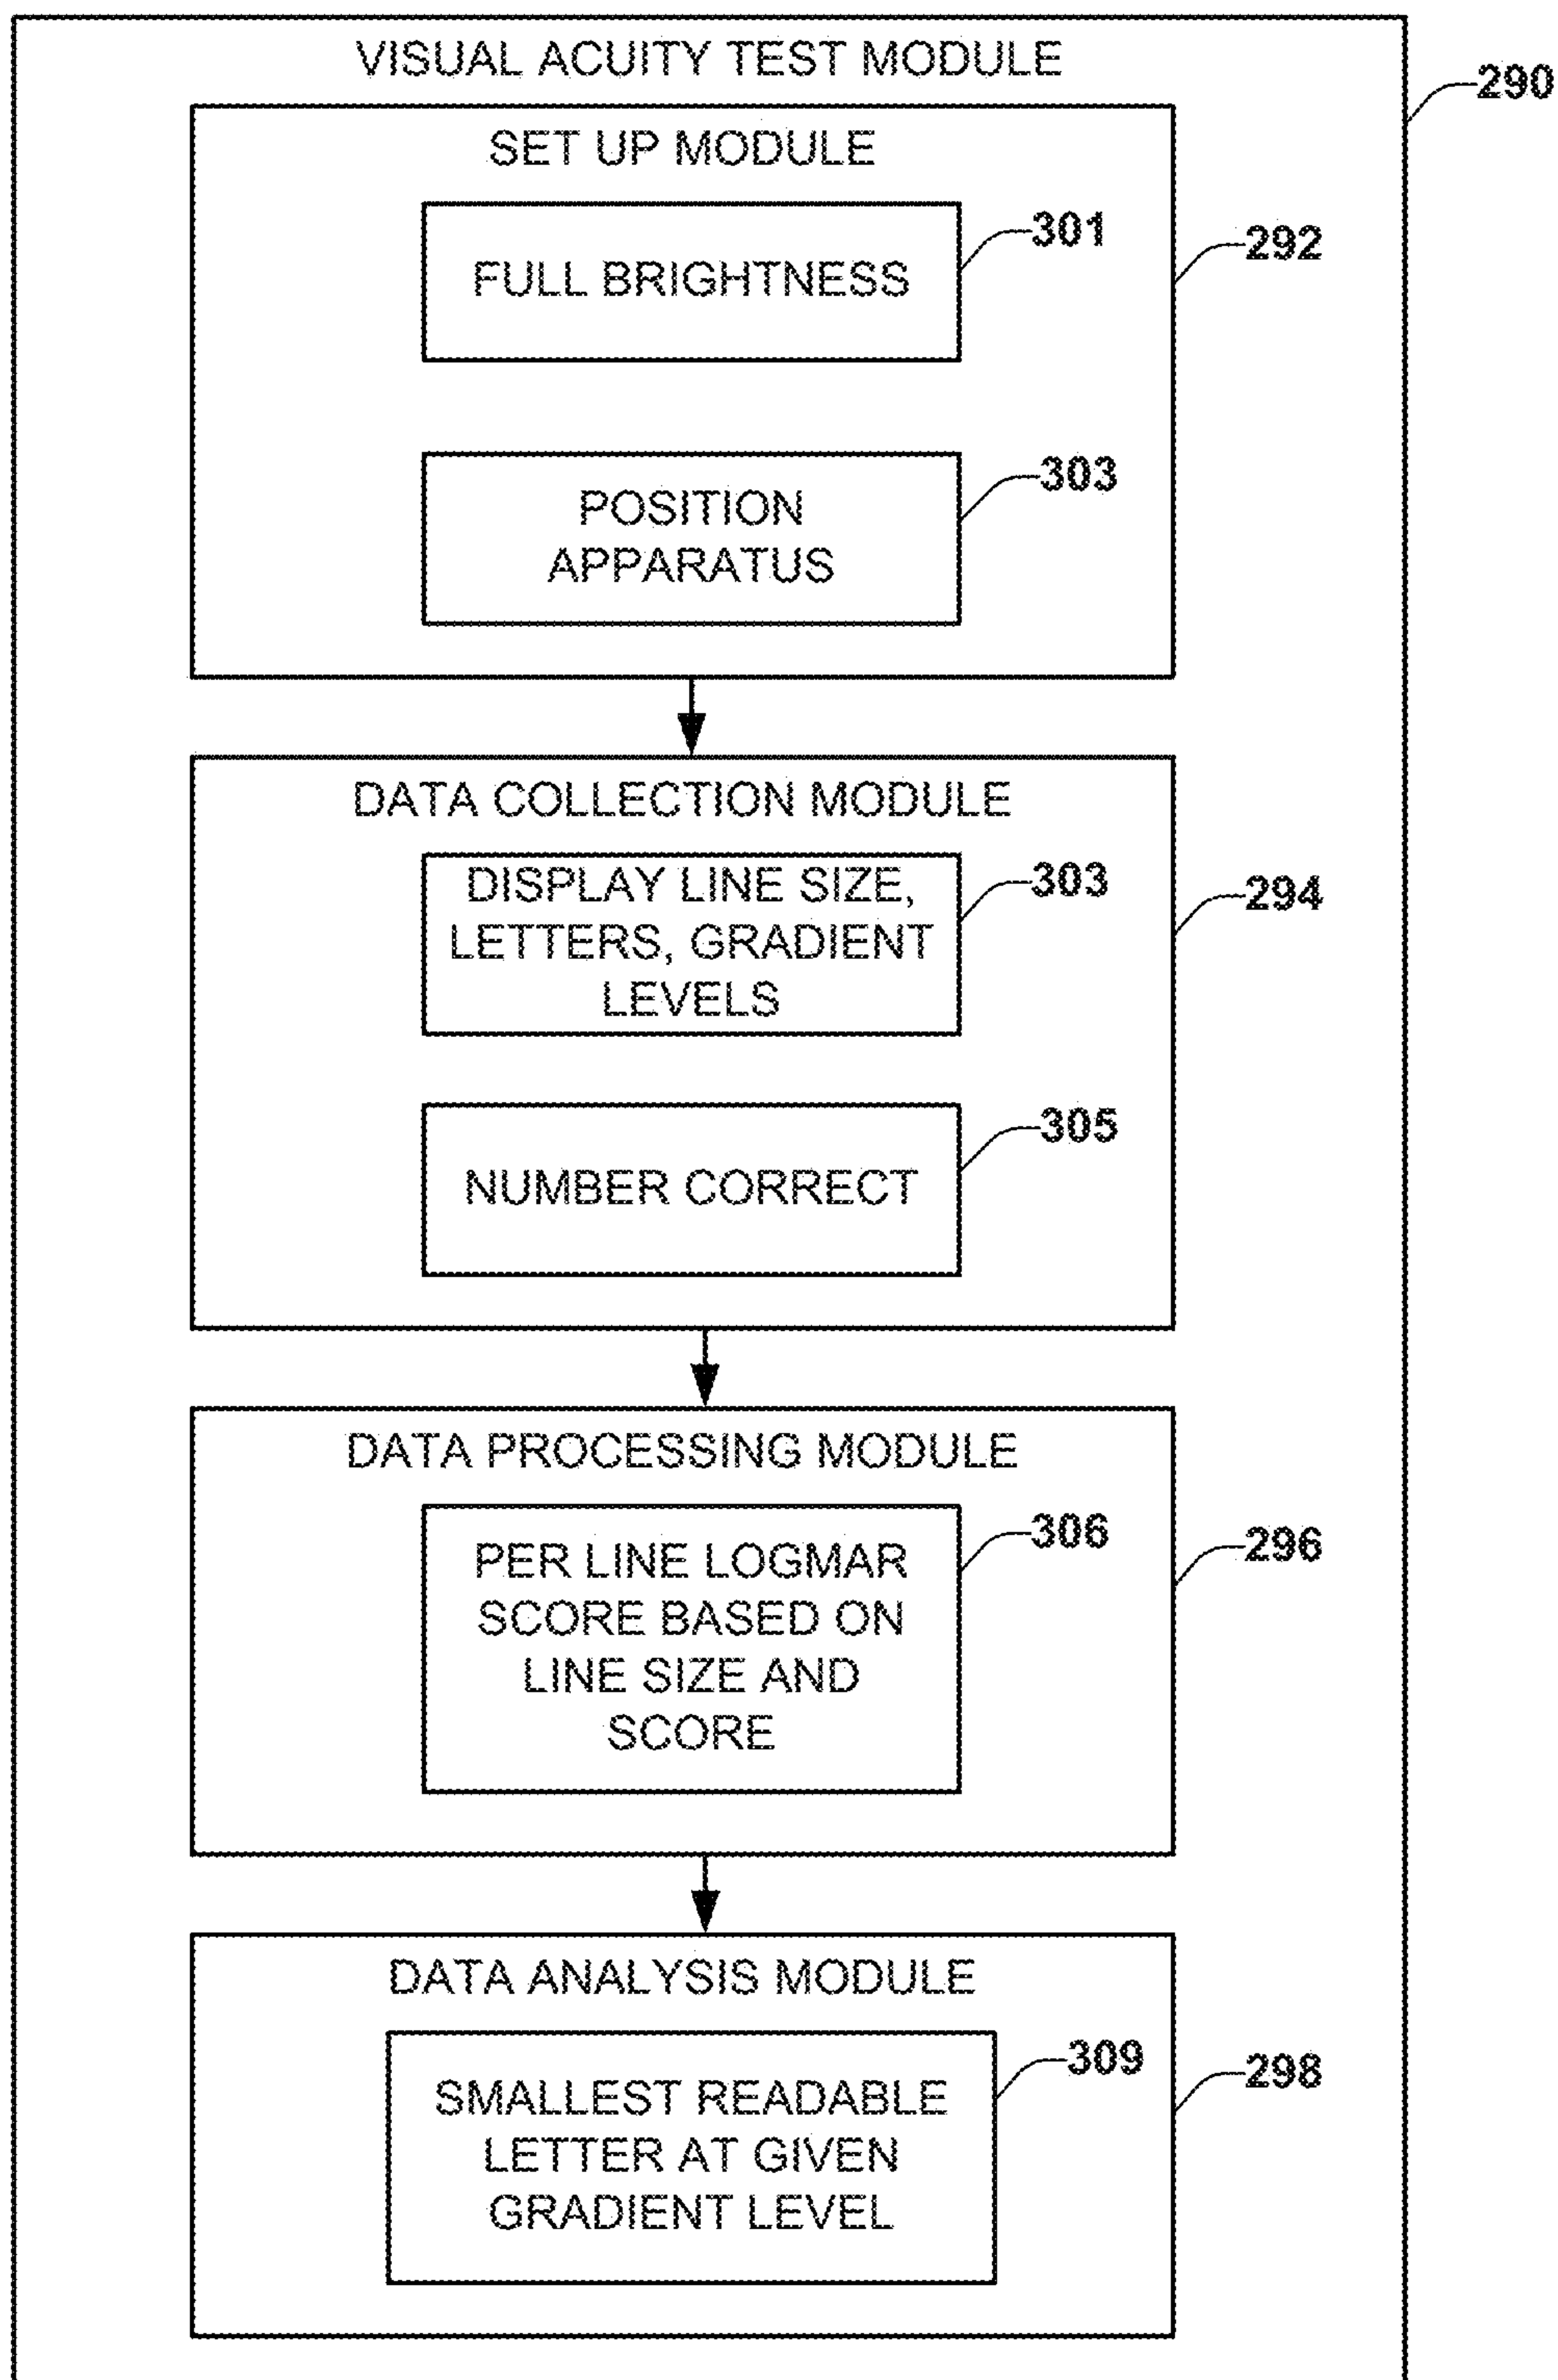 VISUAL ACUITY TEST MODULE
290
SET UP MODULE
301
292
FULL BRIGHTNESS
303
POSITION
APPARATUS
DATA COLLECTION MODULE
303
294
DISPLAY LINE SIZE,
LETTERS, GRADIENT
LEVELS
305
NUMBER CORRECT
DATA PROCESSING MODULE
306
296
PER LINE LOGMAR
SCORE BASED ON
LINE SIZE AND
SCORE
DATA ANALYSIS MODULE
309
298
SMALLEST READABLE
LETTER AT GIVEN
GRADIENT LEVEL